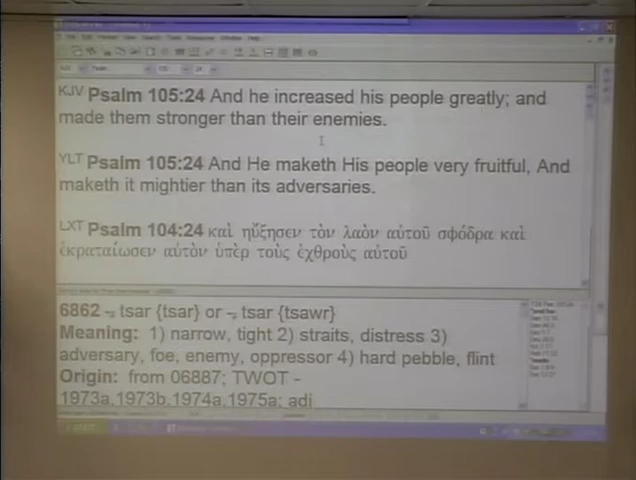 KJV Psalm 105:24 And he increased his people greatly; and
made them stronger than their enemies.
YLT Psalm 105:24 And He maketh His people very fruitful, And
maketh it mightier than its adversaries.
LXT Psalm 104:24 καὶ ηὔξησεν τὸν λαὸν αὐτοῦ σφόδρα καὶ
ἐκραταίωσεν αὐτὸν ὑπὲρ τοὺς ἐχθροὺς αὐτοῦ
6862 tsar {tsar} or tsar {tsawr}
Meaning: 1) narrow, tight 2) straits, distress 3)
adversary, foe, enemy, oppressor 4) hard pebble, flint
Origin: from 06887; TWOT -
1973a,1973b,1974a,1975a; adj